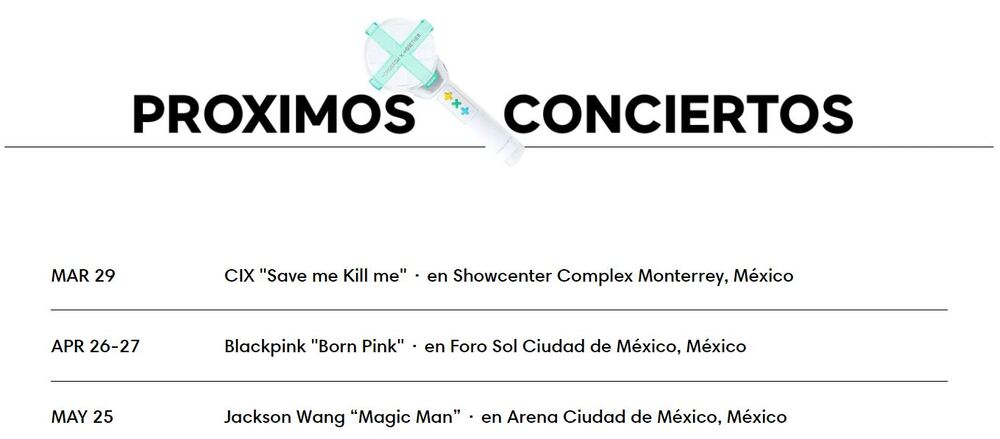 TOMORROW X TOGETHER
PROXIMOS CONCIERTOS
MAR 29 CIX "Save me Kill me" · en Showcenter Complex Monterrey, México
APR 26-27 Blackpink "Born Pink" · en Foro Sol Ciudad de México, México
MAY 25 Jackson Wang “Magic Man” · en Arena Ciudad de México, México